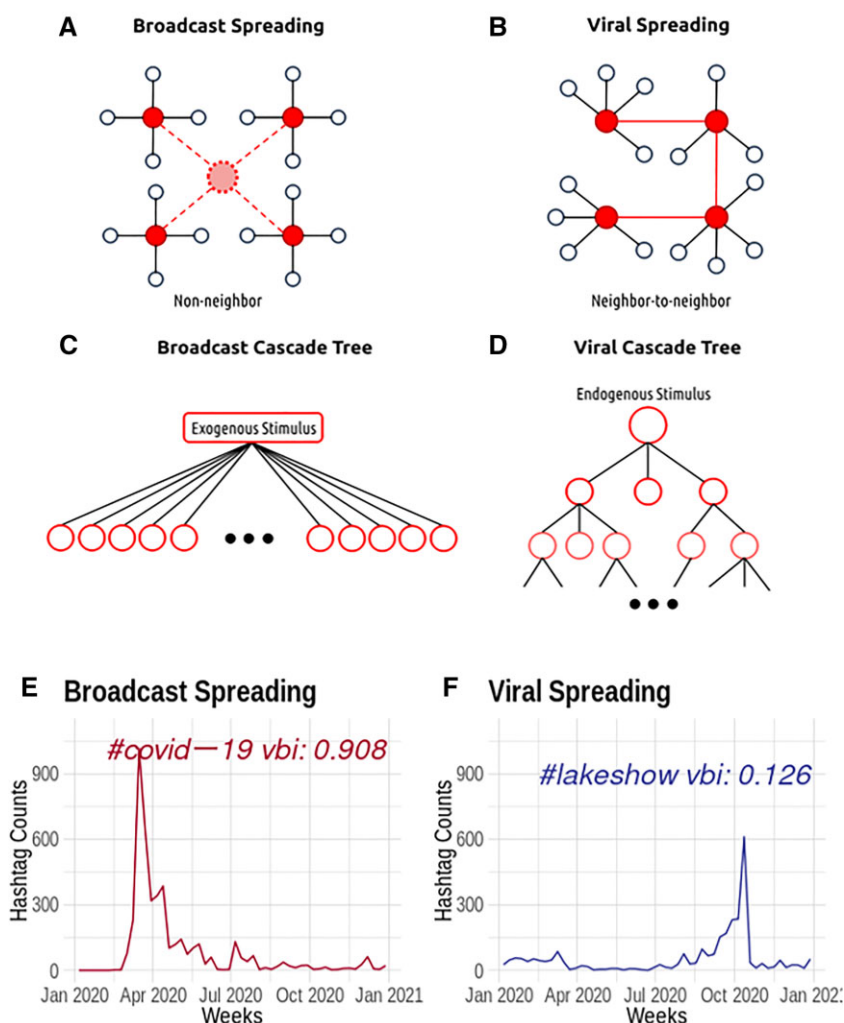 A Broadcast Spreading
B Viral Spreading
Non-neighbor
Neighbor-to-neighbor
C Broadcast Cascade Tree
D Viral Cascade Tree
Exogenous Stimulus
Endogenous Stimulus
E Broadcast Spreading
#covid—19 vbi: 0.908
Hashtag Counts
900
600
300
0
Jan 2020 Apr 2020 Jul 2020 Oct 2020 Jan 2021
Weeks
F Viral Spreading
#lakeshow vbi: 0.126
Hashtag Counts
900
600
300
0
Jan 2020 Apr 2020 Jul 2020 Oct 2020 Jan 2021
Weeks